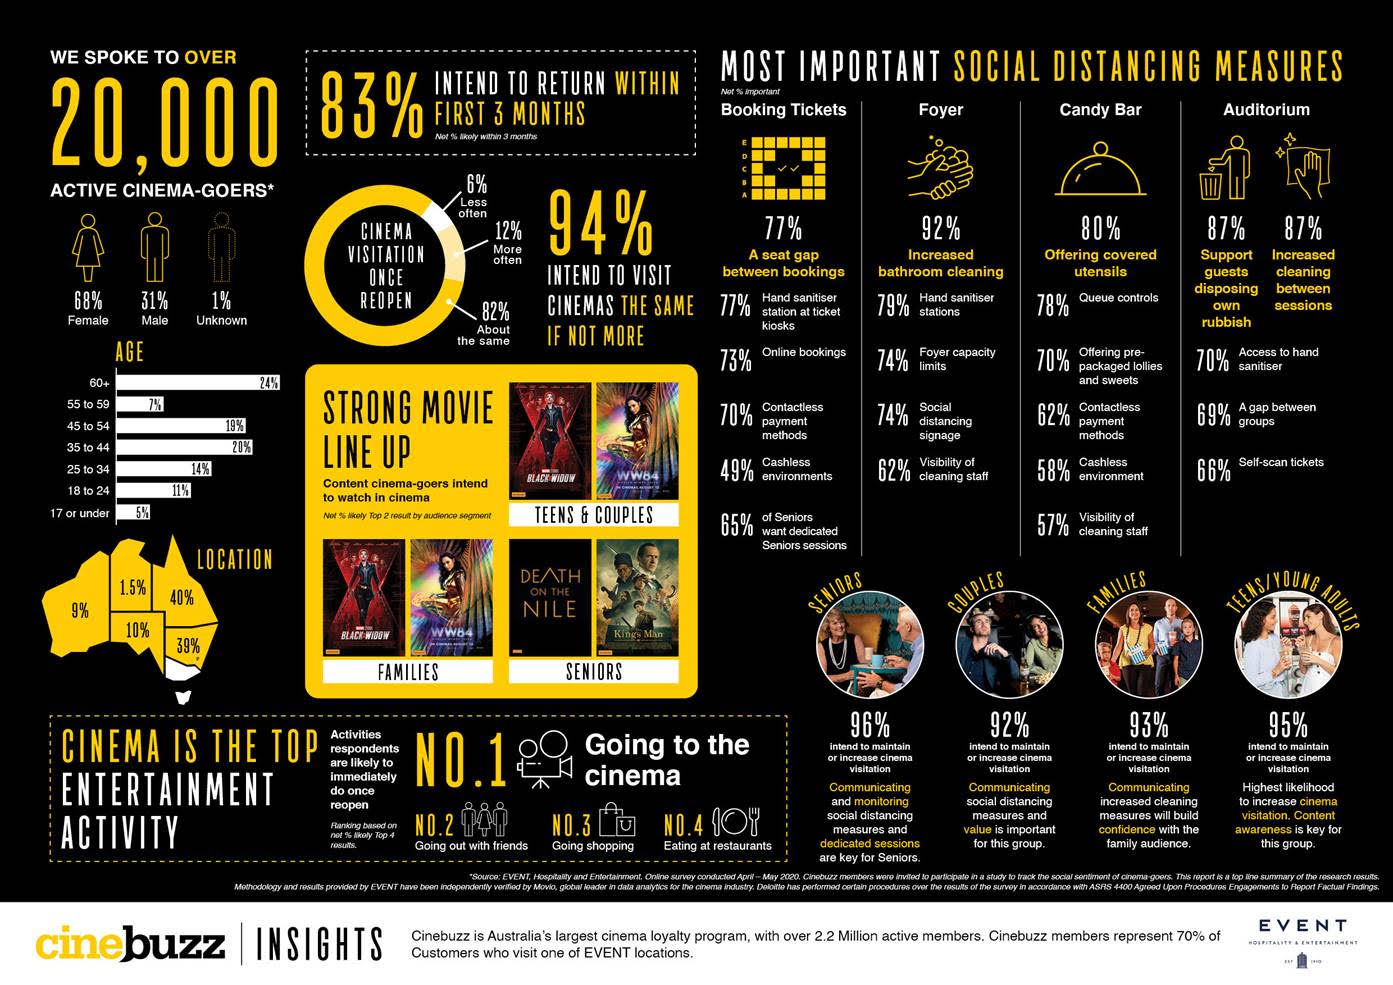 WE SPOKE TO OVER
20,000
ACTIVE CINEMA-GOERS*
68%
Female
31%
Male
1%
Unknown
AGE
60+ 24%
55 to 59 7%
45 to 54 19%
35 to 44 20%
25 to 34 14%
18 to 24 11%
17 or under 5%
LOCATION
9%
1.5%
40%
10%
39%
83%
INTEND TO RETURN WITHIN
FIRST 3 MONTHS
Net % likely within 3 months
CINEMA
VISITATION
ONCE
REOPEN
6%
Less
often
12%
More
often
82%
About
the same
94%
INTEND TO VISIT
CINEMAS THE SAME
IF NOT MORE
STRONG MOVIE
LINE UP
Content cinema-goers intend
to watch in cinema
Net % likely Top 2 result by audience segment
BLACK WIDOW
WW84
TEENS & COUPLES
BLACK WIDOW
WW84
FAMILIES
DEATH
ON THE
NILE
King's Man
SENIORS
MOST IMPORTANT SOCIAL DISTANCING MEASURES
Net % important
Booking Tickets
E
D
C
B
A
77%
A seat gap
between bookings
77% Hand sanitiser
station at ticket
kiosks
73% Online bookings
70% Contactless
payment
methods
49% Cashless
environments
65% of Seniors
want dedicated
Seniors sessions
Foyer
92%
Increased
bathroom cleaning
79% Hand sanitiser
stations
74% Foyer capacity
limits
74% Social
distancing
signage
62% Visibility of
cleaning staff
Candy Bar
80%
Offering covered
utensils
78% Queue controls
70% Offering pre-
packaged lollies
and sweets
62% Contactless
payment
methods
58% Cashless
environment
57% Visibility of
cleaning staff
Auditorium
87%
Support
guests
disposing
own
rubbish
87%
Increased
cleaning
between
sessions
70% Access to hand
sanitiser
69% A gap between
groups
66% Self-scan tickets
SENIORS
96%
intend to maintain
or increase cinema
visitation
Communicating
and monitoring
social distancing
measures and
dedicated sessions
are key for Seniors.
COUPLES
92%
intend to maintain
or increase cinema
visitation
Communicating
social distancing
measures and
value is important
for this group.
FAMILIES
93%
intend to maintain
or increase cinema
visitation
Communicating
increased cleaning
measures will build
confidence with the
family audience.
TEENS/YOUNG ADULTS
95%
intend to maintain
or increase cinema
visitation
Highest likelihood
to increase cinema
visitation. Content
awareness is key for
this group.
CINEMA IS THE TOP
ENTERTAINMENT
ACTIVITY
Activities
respondents
are likely to
immediately
do once
reopen
Ranking based on
net % likely Top 4
results.
NO.1
Going to the
cinema
NO.2
Going out with friends
NO.3
Going shopping
NO.4
Eating at restaurants
*Source: EVENT, Hospitality and Entertainment. Online survey conducted April – May 2020. Cinebuzz members were invited to participate in a study to track the social sentiment of cinema-goers. This report is a top line summary of the research results.
Methodology and results provided by EVENT have been independently verified by Movio, global leader in data analytics for the cinema industry. Deloitte has performed certain procedures over the results of the survey in accordance with ASRS 4400 Agreed Upon Procedures Engagements to Report Factual Findings.
cinebuzz INSIGHTS
Cinebuzz is Australia's largest cinema loyalty program, with over 2.2 Million active members. Cinebuzz members represent 70% of
Customers who visit one of EVENT locations.
EVENT
HOSPITALITY & ENTERTAINMENT
EST 1910